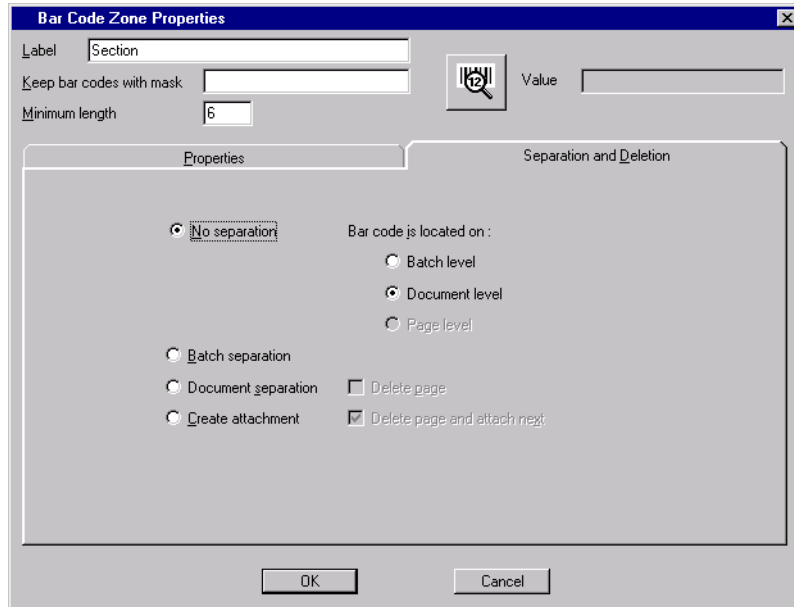 Bar Code Zone Properties
Label Section
Keep bar codes with mask
Value
Minimum length 6
12
Properties
Separation and Deletion
No separation
Bar code is located on :
Batch level
Document level
Page level
Batch separation
Document separation
Delete page
Create attachment
Delete page and attach next
OK
Cancel